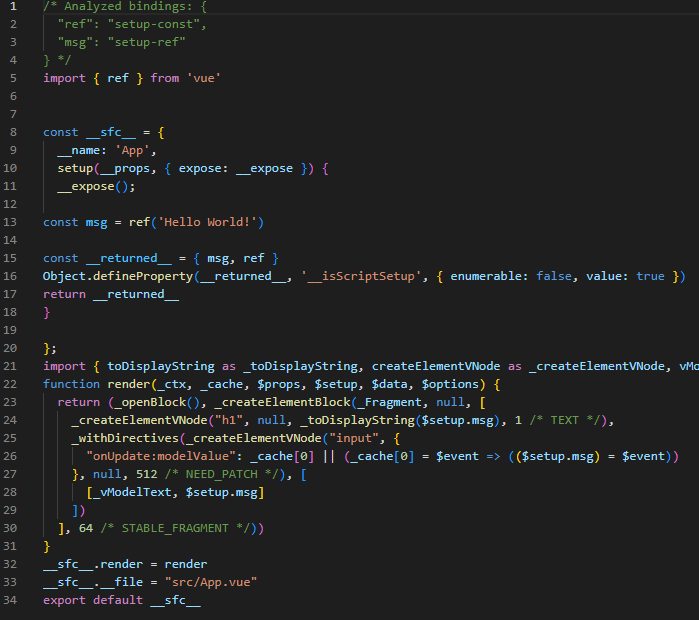 1 /* Analyzed bindings: {
2   "ref": "setup-const",
3   "msg": "setup-ref"
4 } */
5 import { ref } from 'vue'
6
7
8 const __sfc__ = {
9   __name: 'App',
10   setup(__props, { expose: __expose }) {
11   __expose();
12
13 const msg = ref('Hello World!')
14
15 const __returned__ = { msg, ref }
16 Object.defineProperty(__returned__, '__isScriptSetup', { enumerable: false, value: true })
17 return __returned__
18 }
19
20 };
21 import { toDisplayString as _toDisplayString, createElementVNode as _createElementVNode, vMo
22 function render(_ctx, _cache, $props, $setup, $data, $options) {
23   return (_openBlock(), _createElementBlock(_Fragment, null, [
24     _createElementVNode("h1", null, _toDisplayString($setup.msg), 1 /* TEXT */),
25     _withDirectives(_createElementVNode("input", {
26       "onUpdate:modelValue": _cache[0] || (_cache[0] = $event => (($setup.msg) = $event))
27     }, null, 512 /* NEED_PATCH */), [
28       [_vModelText, $setup.msg]
29     ])
30   ], 64 /* STABLE_FRAGMENT */))
31 }
32 __sfc__.render = render
33 __sfc__.__file = "src/App.vue"
34 export default __sfc__